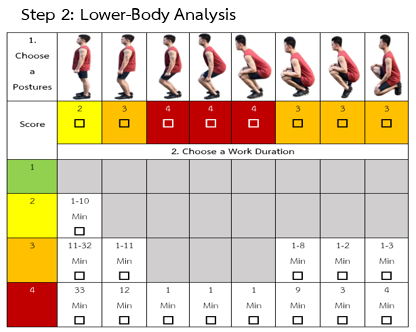 Step 2: Lower-Body Analysis
1.
Choose
a
Postures
Score
2 3 4 4 4 3 3 3
2. Choose a Work Duration
1
2
1-10
Min
3
11-32 1-11 1-8 1-2 1-3
Min Min Min Min Min
4
33 12 1 1 1 9 3 4
Min Min Min Min Min Min Min Min